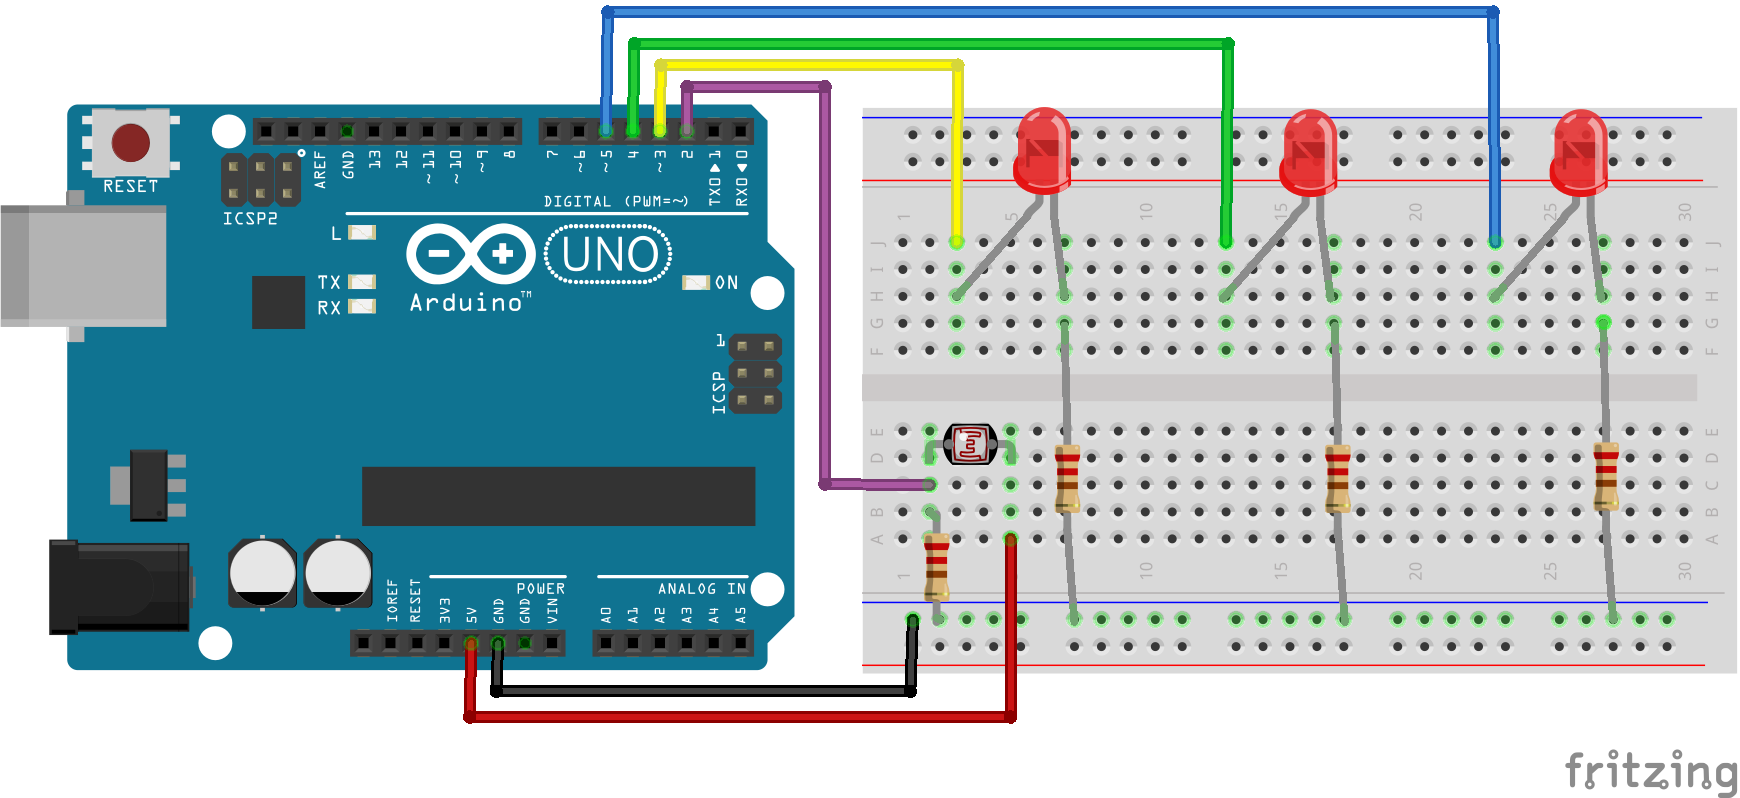 RESET
ICSP2
AREF
GND
13
12
~11
~10
~9
8
7
~6
~5
4
~3
2
TX0▶1
RX0◀0
DIGITAL (PWM=~)
L
TX
RX
Arduino™
UNO
ON
1
ICSP
IOREF
RESET
3V3
5V
GND
GND
VIN
POWER
ANALOG IN
A0
A1
A2
A3
A4
A5
1 5 10 15 20 25 30
J J
I I
H H
G G
F F
E E
D D
C C
B B
A A
1 10 15 20 25 30
fritzing